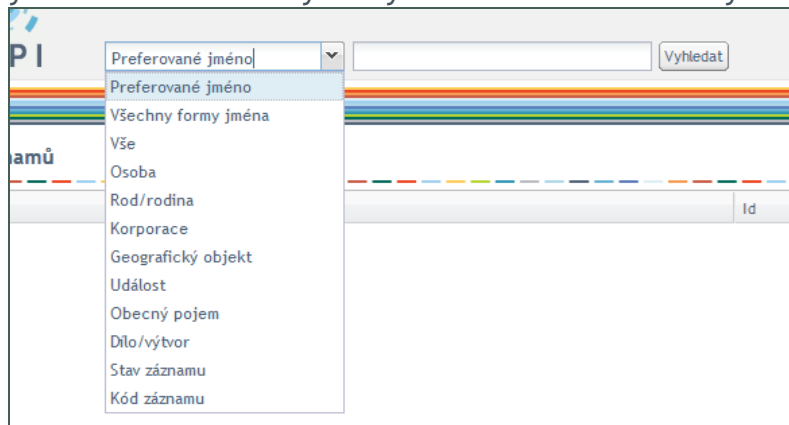 PI
Preferované jméno
Vyhledat
Preferované jméno
Všechny formy jména
Vše
amů
Osoba
Rod/rodina
Id
Korporace
Geografický objekt
Událost
Obecný pojem
Dílo/výtvor
Stav záznamu
Kód záznamu